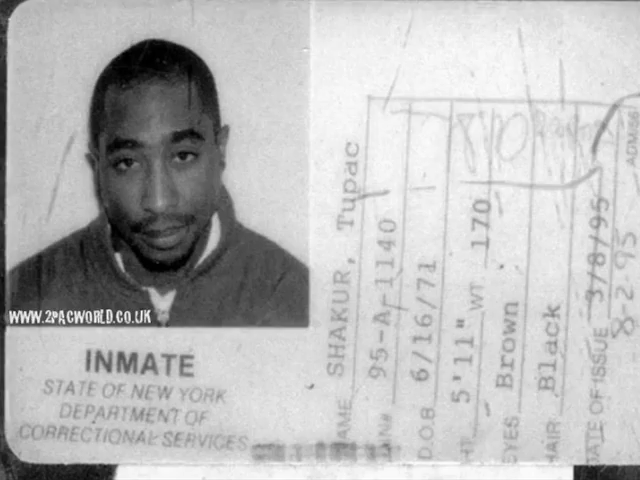 WWW.2PACWORLD.CO.UK
INMATE
STATE OF NEW YORK
DEPARTMENT OF
CORRECTIONAL SERVICES
NAME SHAKUR, Tupac
95-A-1140
D.O.B. 6/16/71
HT. 5'11" WT 170
EYES Brown
HAIR Black
DATE OF ISSUE 3/8/95
8-2-95